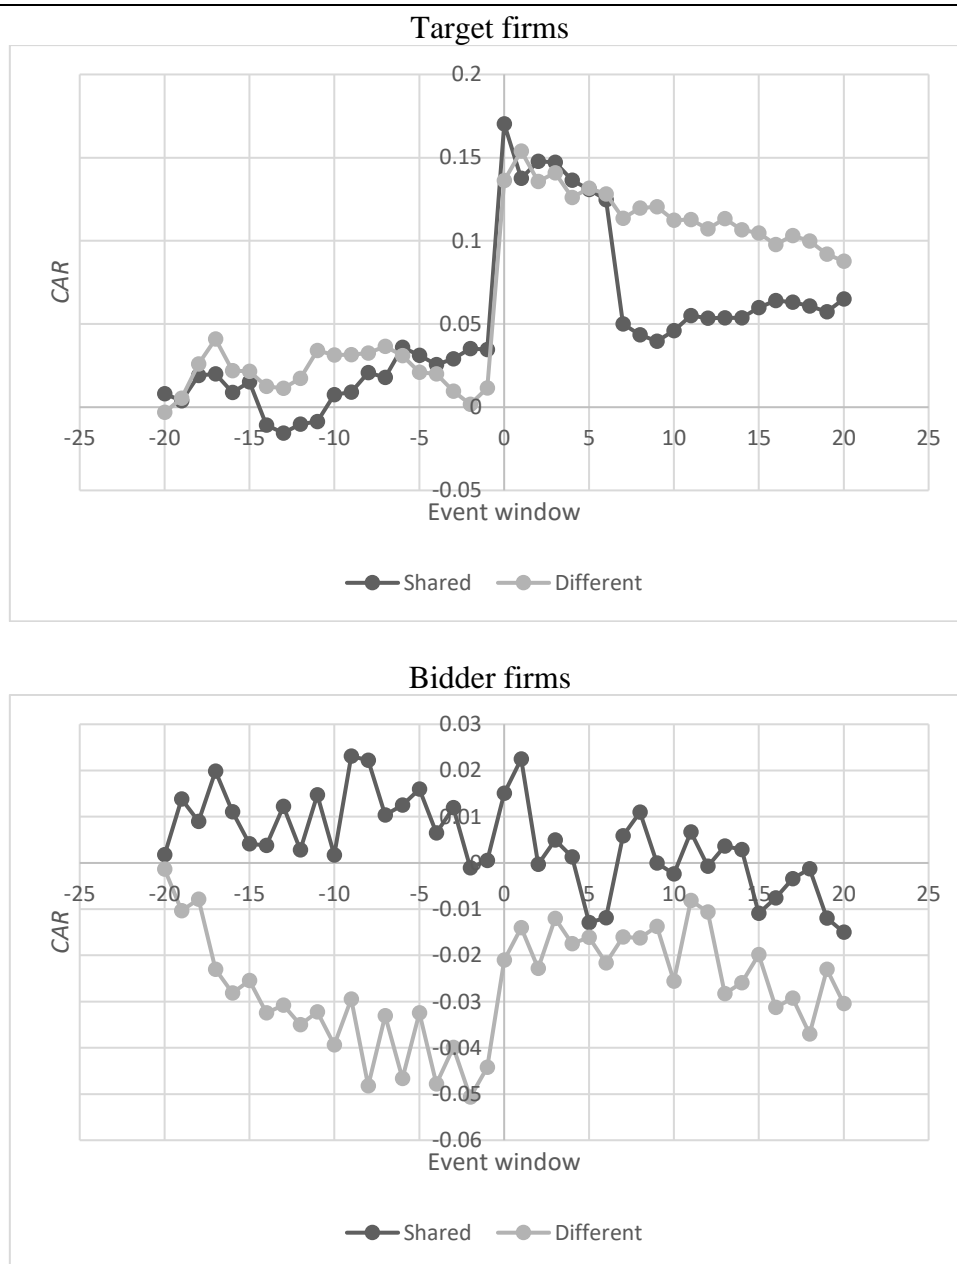 Target firms
0.2
0.15
0.1
0.05
0
-0.05
CAR
-25 -20 -15 -10 -5 0 5 10 15 20 25
Event window
Shared Different
Bidder firms
0.03
0.02
0.01
0
-25 -20 -15 -10 -5 0 5 10 15 20 25
-0.01
-0.02
-0.03
-0.04
-0.05
-0.06
CAR
Event window
Shared Different